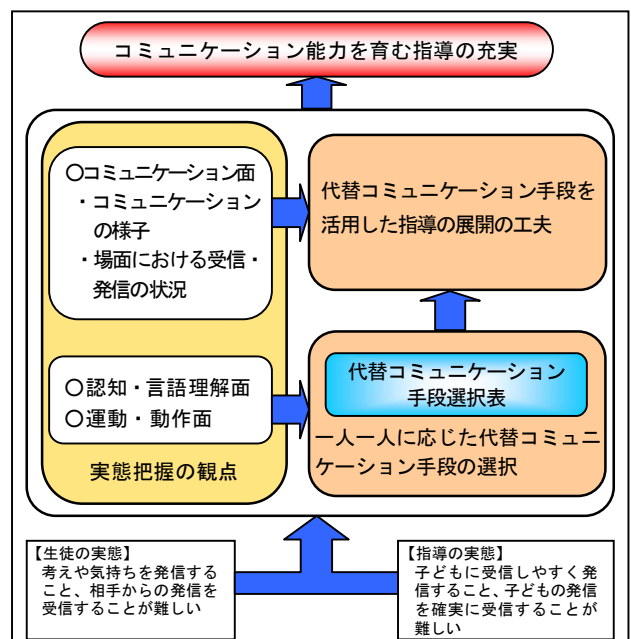 コミュニケーション能力を育む指導の充実
○コミュニケーション面
・コミュニケーション
の様子
・場面における受信・
発信の状況
代替コミュニケーション手段を
活用した指導の展開の工夫
○認知・言語理解面
○運動・動作面
実態把握の観点
代替コミュニケーション
手段選択表
一人一人に応じた代替コミュニ
ケーション手段の選択
【生徒の実態】
考えや気持ちを発信する
こと、相手からの発信を
受信することが難しい
【指導の実態】
子どもに受信しやすく発
信すること、子どもの発信
を確実に受信することが
難しい